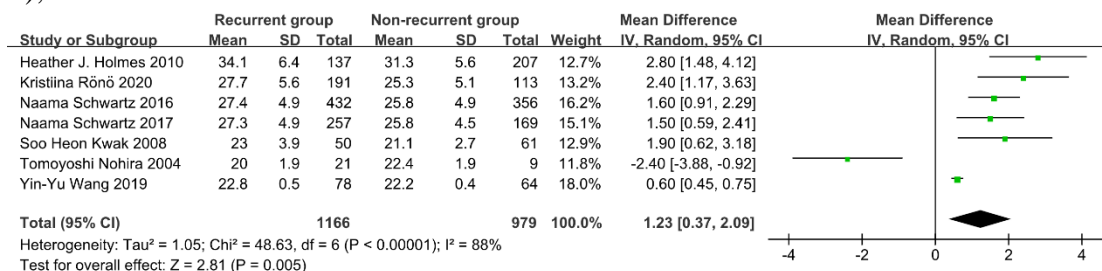 Recurrent group Non-recurrent group Mean Difference Mean Difference
Study or Subgroup Mean SD Total Mean SD Total Weight IV, Random, 95% CI IV, Random, 95% CI
Heather J. Holmes 2010 34.1 6.4 137 31.3 5.6 207 12.7% 2.80 [1.48, 4.12]
Kristiina Rönö 2020 27.7 5.6 191 25.3 5.1 113 13.2% 2.40 [1.17, 3.63]
Naama Schwartz 2016 27.4 4.9 432 25.8 4.9 356 16.2% 1.60 [0.91, 2.29]
Naama Schwartz 2017 27.3 4.9 257 25.8 4.5 169 15.1% 1.50 [0.59, 2.41]
Soo Heon Kwak 2008 23 3.9 50 21.1 2.7 61 12.9% 1.90 [0.62, 3.18]
Tomoyoshi Nohira 2004 20 1.9 21 22.4 1.9 9 11.8% -2.40 [-3.88, -0.92]
Yin-Yu Wang 2019 22.8 0.5 78 22.2 0.4 64 18.0% 0.60 [0.45, 0.75]
Total (95% CI) 1166 979 100.0% 1.23 [0.37, 2.09]
Heterogeneity: Tau² = 1.05; Chi² = 48.63, df = 6 (P < 0.00001); I² = 88%
Test for overall effect: Z = 2.81 (P = 0.005)
-4 -2 0 2 4